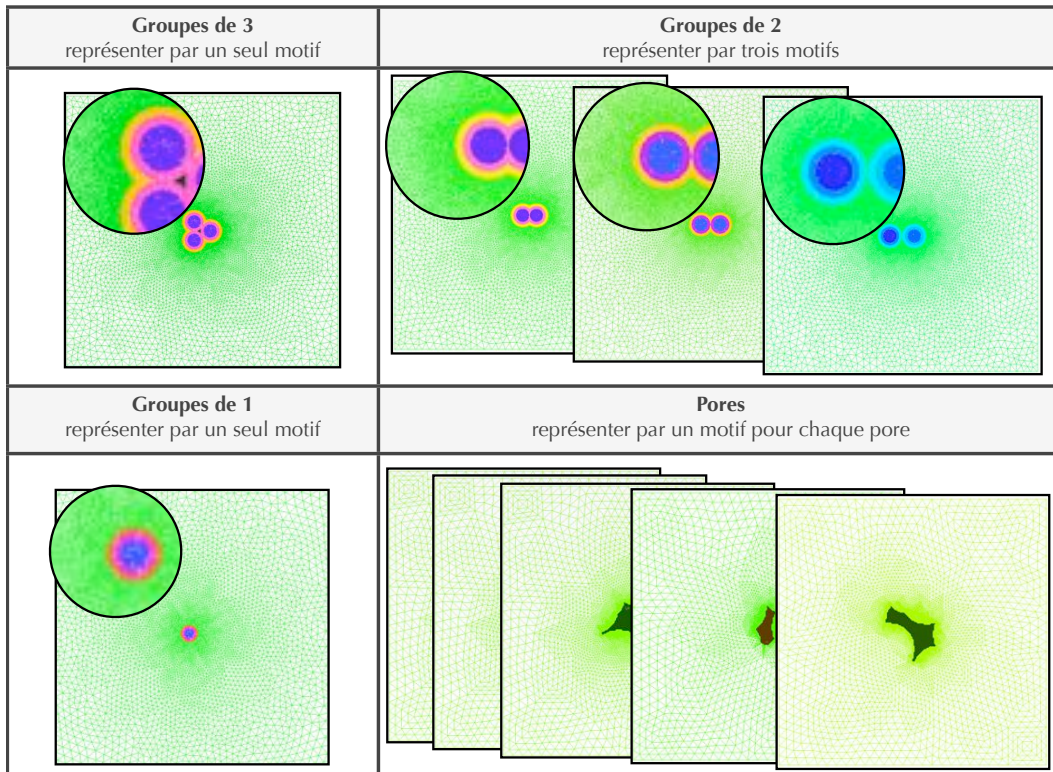 Groupes de 3
représenter par un seul motif
Groupes de 2
représenter par trois motifs
Groupes de 1
représenter par un seul motif
Pores
représenter par un motif pour chaque pore